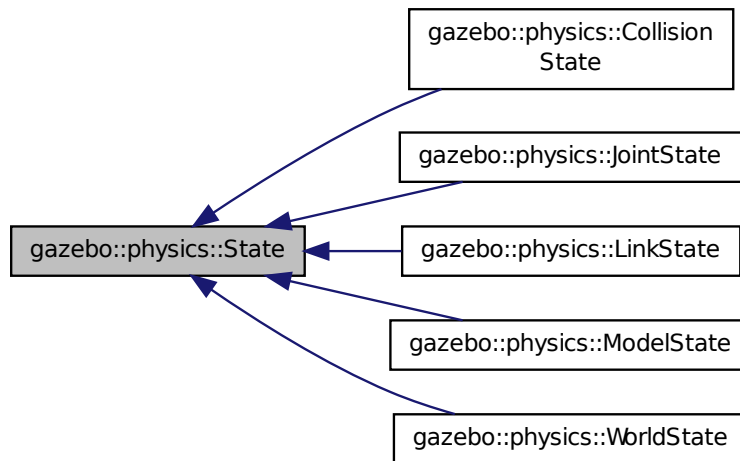 gazebo::physics::Collision
State
gazebo::physics::JointState
gazebo::physics::State
gazebo::physics::LinkState
gazebo::physics::ModelState
gazebo::physics::WorldState